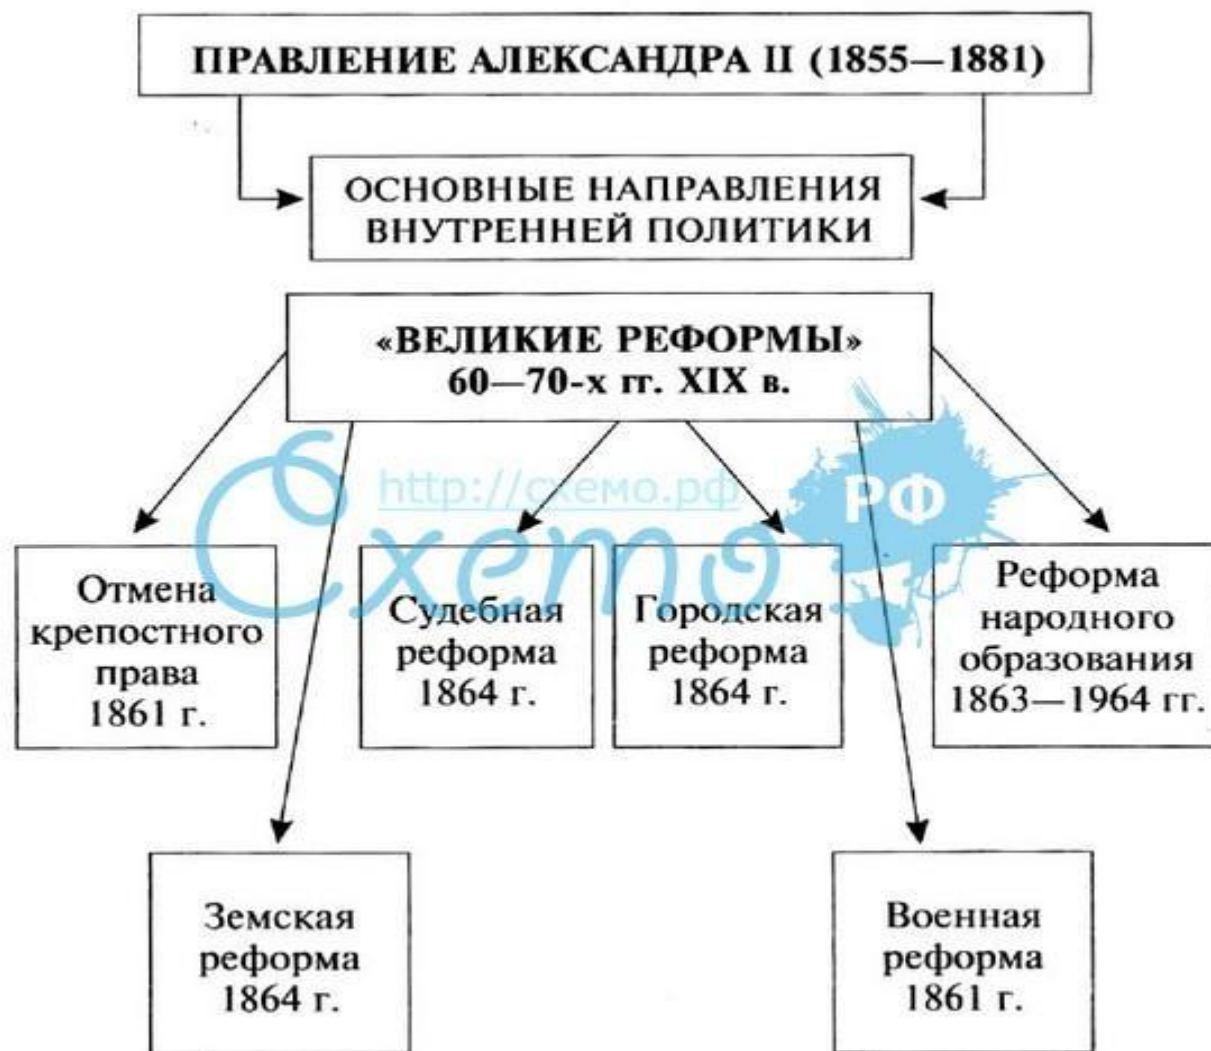 ПРАВЛЕНИЕ АЛЕКСАНДРА II (1855—1881)
ОСНОВНЫЕ НАПРАВЛЕНИЯ
ВНУТРЕННЕЙ ПОЛИТИКИ
«ВЕЛИКИЕ РЕФОРМЫ»
60—70-х гг. XIX в.
http://схемо.рф
Схемо
РФ
Отмена
крепостного
права
1861 г.
Судебная
реформа
1864 г.
Городская
реформа
1864 г.
Реформа
народного
образования
1863—1964 гг.
Земская
реформа
1864 г.
Военная
реформа
1861 г.